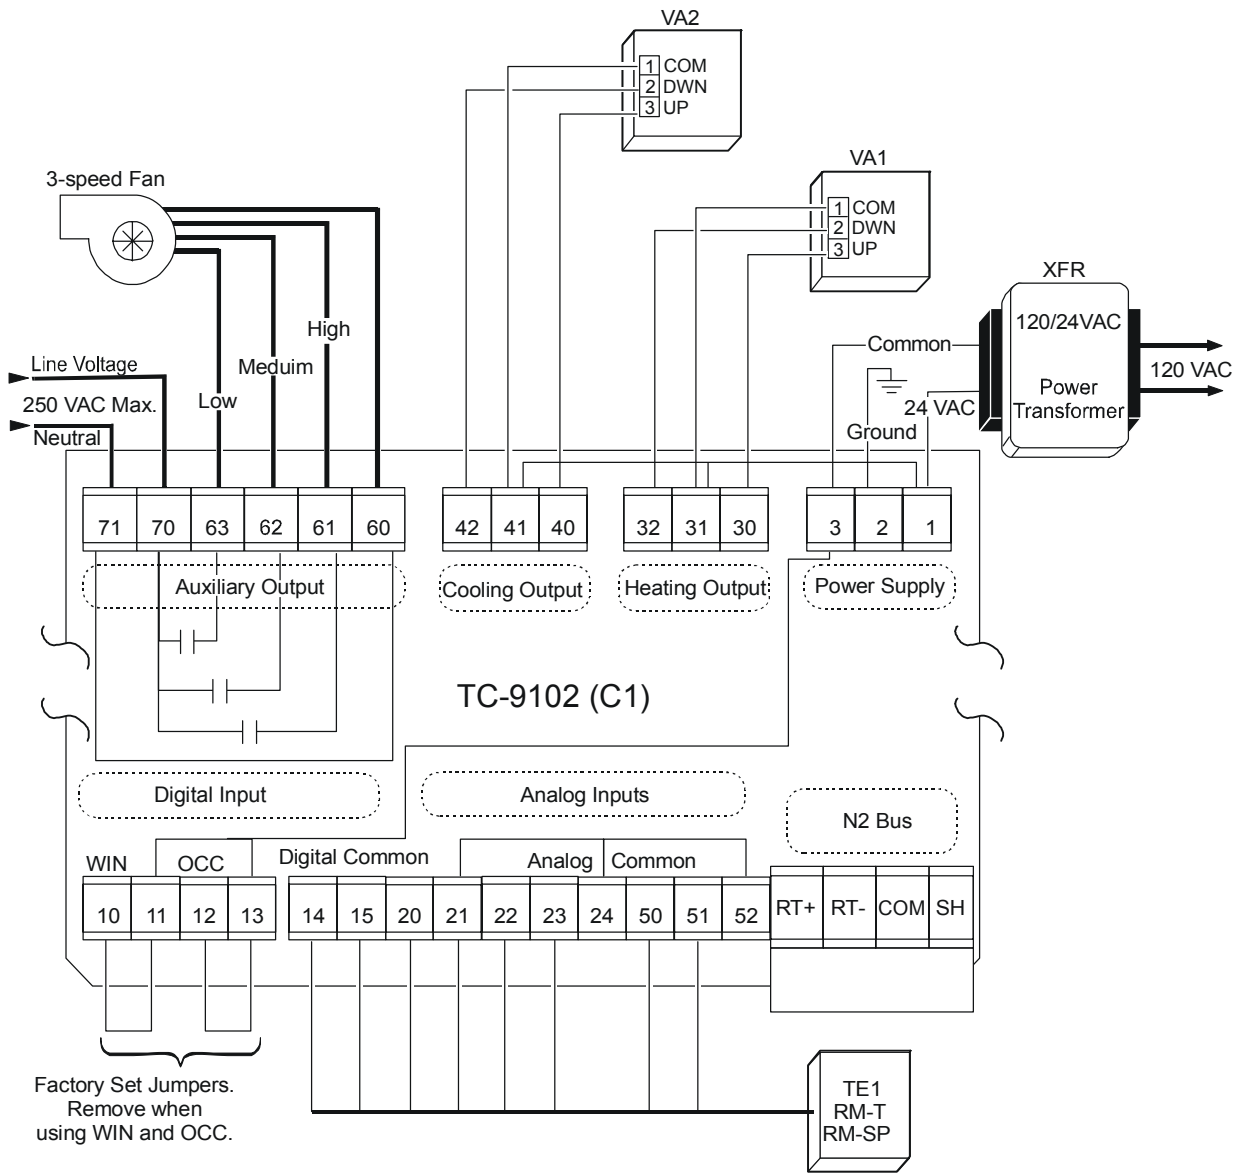 VA2
1 COM
2 DWN
3 UP
VA1
1 COM
2 DWN
3 UP
3-speed Fan
XFR
120/24VAC
Power
Transformer
120 VAC
Common
24 VAC
Ground
High
Meduim
Low
Line Voltage
250 VAC Max.
Neutral
71 70 63 62 61 60
42 41 40
32 31 30
3 2 1
Auxiliary Output
Cooling Output
Heating Output
Power Supply
TC-9102 (C1)
Digital Input
Analog Inputs
N2 Bus
WIN OCC
Digital Common
Analog Common
10 11 12 13
14 15 20 21 22 23 24 50 51 52
RT+ RT- COM SH
Factory Set Jumpers.
Remove when
using WIN and OCC.
TE1
RM-T
RM-SP